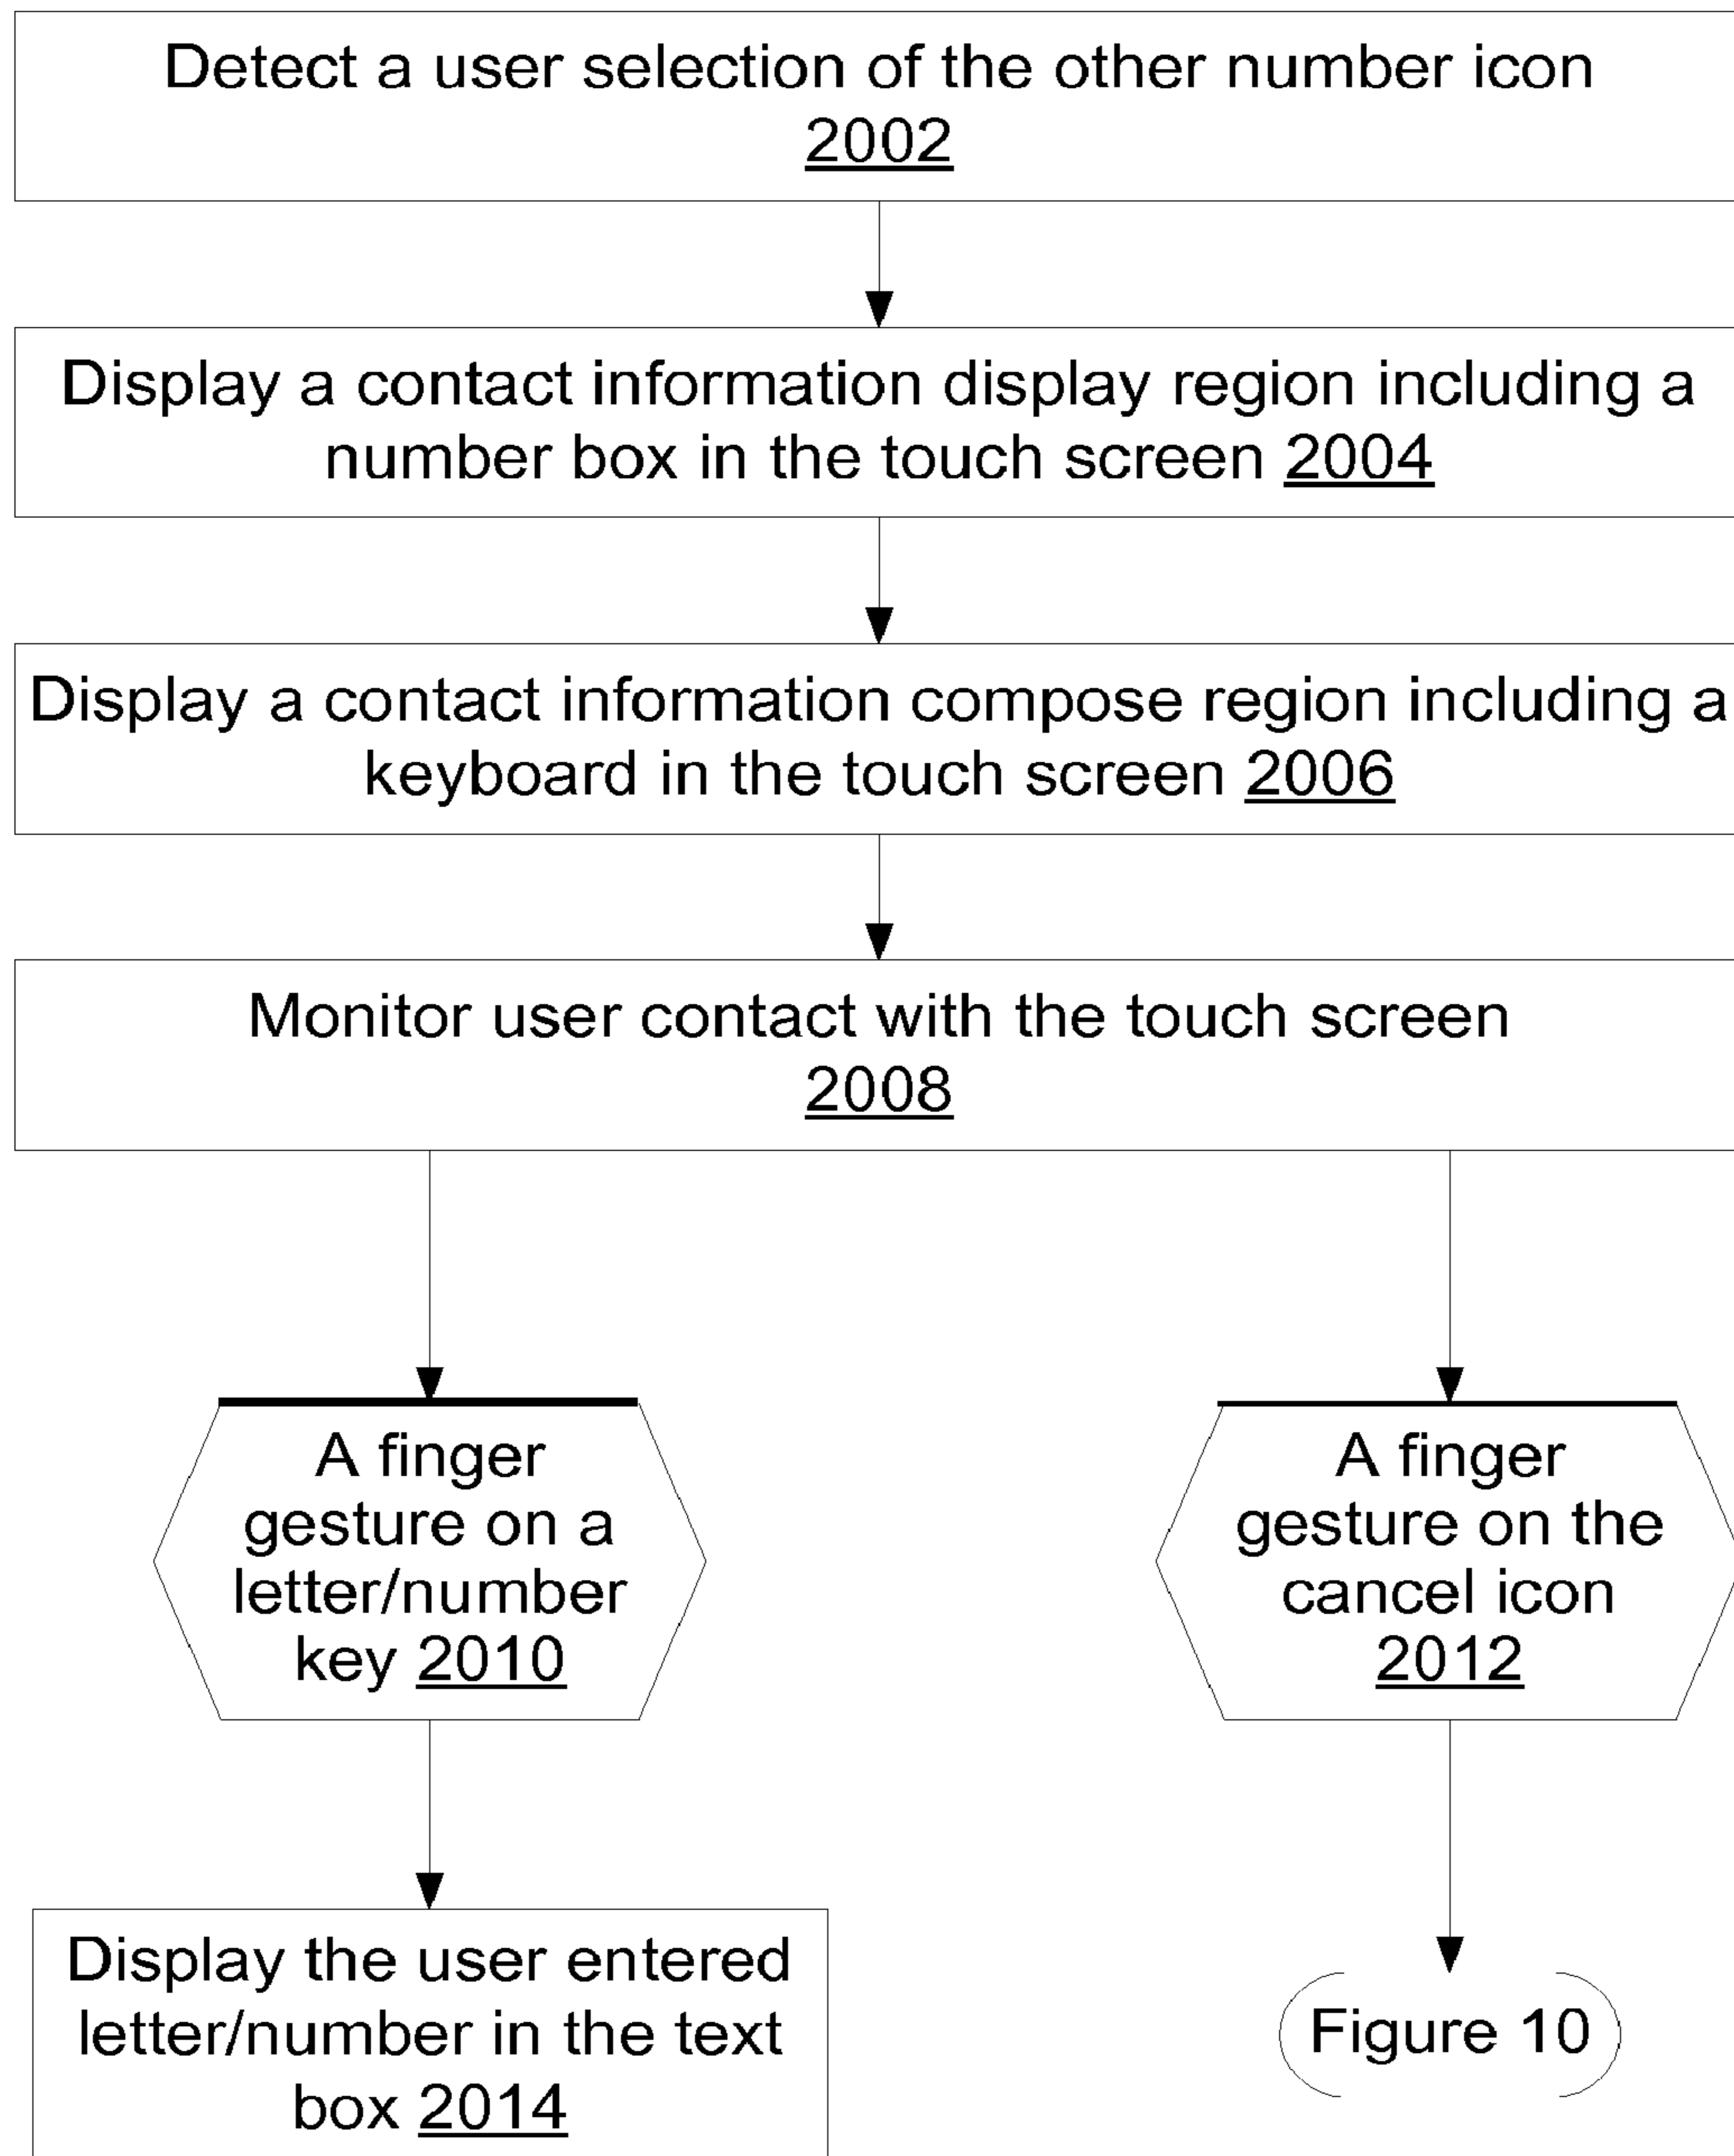 Detect a user selection of the other number icon
2002
Display a contact information display region including a
number box in the touch screen 2004
Display a contact information compose region including a
keyboard in the touch screen 2006
Monitor user contact with the touch screen
2008
A finger
gesture on a
letter/number
key 2010
A finger
gesture on the
cancel icon
2012
Display the user entered
letter/number in the text
box 2014
Figure 10